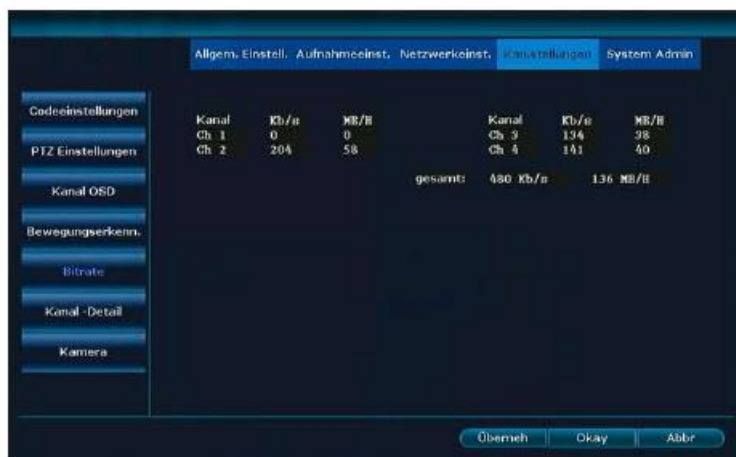 Allgem. Einstell. Aufnahmeeinst. Netzwerkeinst. System Admin
Codeeinstellungen
PTZ Einstellungen
Kanal OSD
Bewegungserkenn.
Bitrate
Kanal -Detail
Kamera
Kanal Kb/s MB/H Kanal Kb/s MB/H
Ch 1 0 0 Ch 3 134 38
Ch 2 204 58 Ch 4 141 40
gesamt: 480 Kb/s 136 MB/H
Überneh Okay Abbr